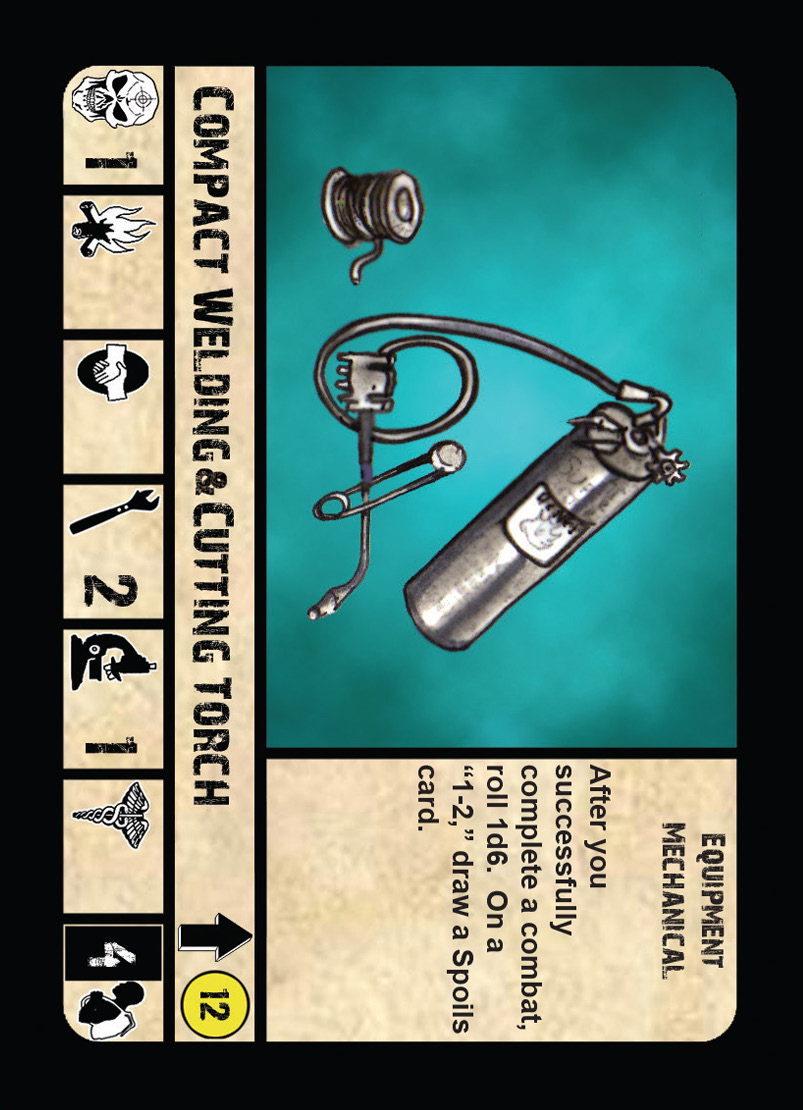 EQUIPMENT
MECHANICAL
After you
successfully
complete a combat,
roll 1d6. On a
“1-2,” draw a Spoils
card.
COMPACT WELDING & CUTTING TORCH 12
1 2 1 4